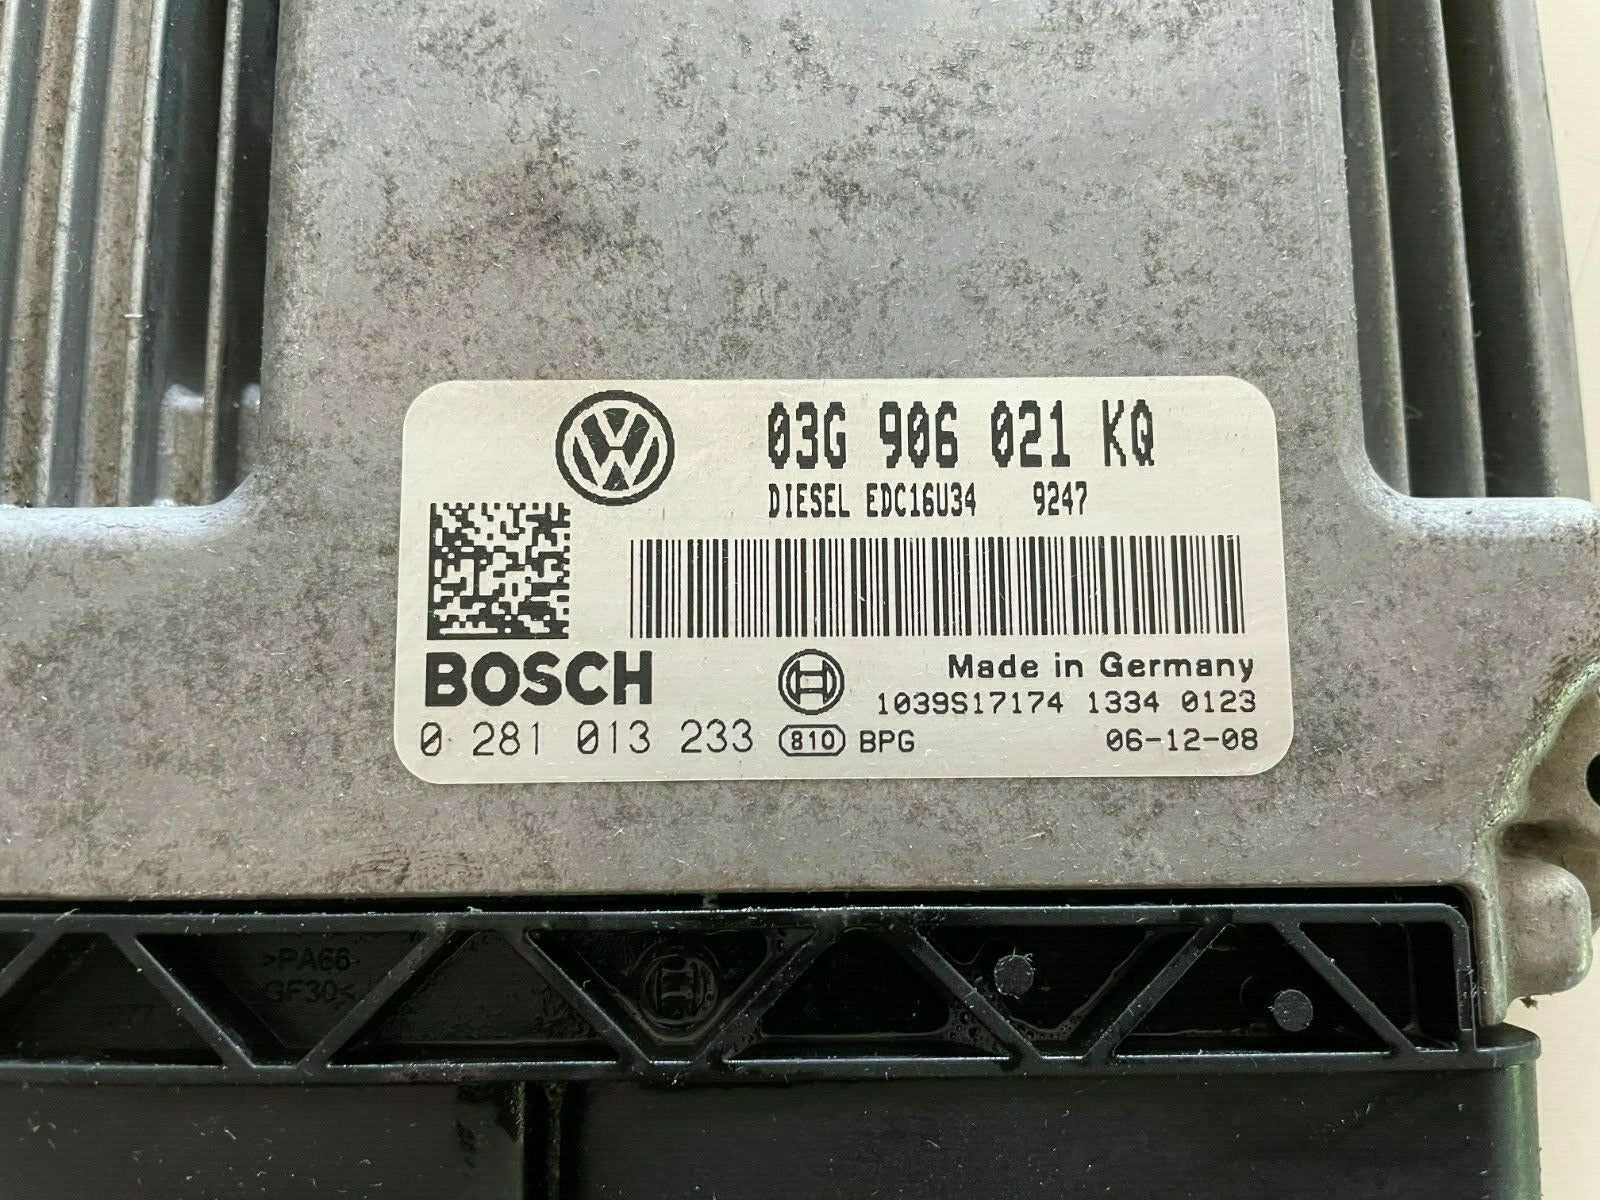 03G 906 021 KQ
DIESEL EDC16U34 9247
BOSCH
Made in Germany
1039S17174 1334 0123
0 281 013 233 810 BPG 06-12-08
>PA66
GF30<